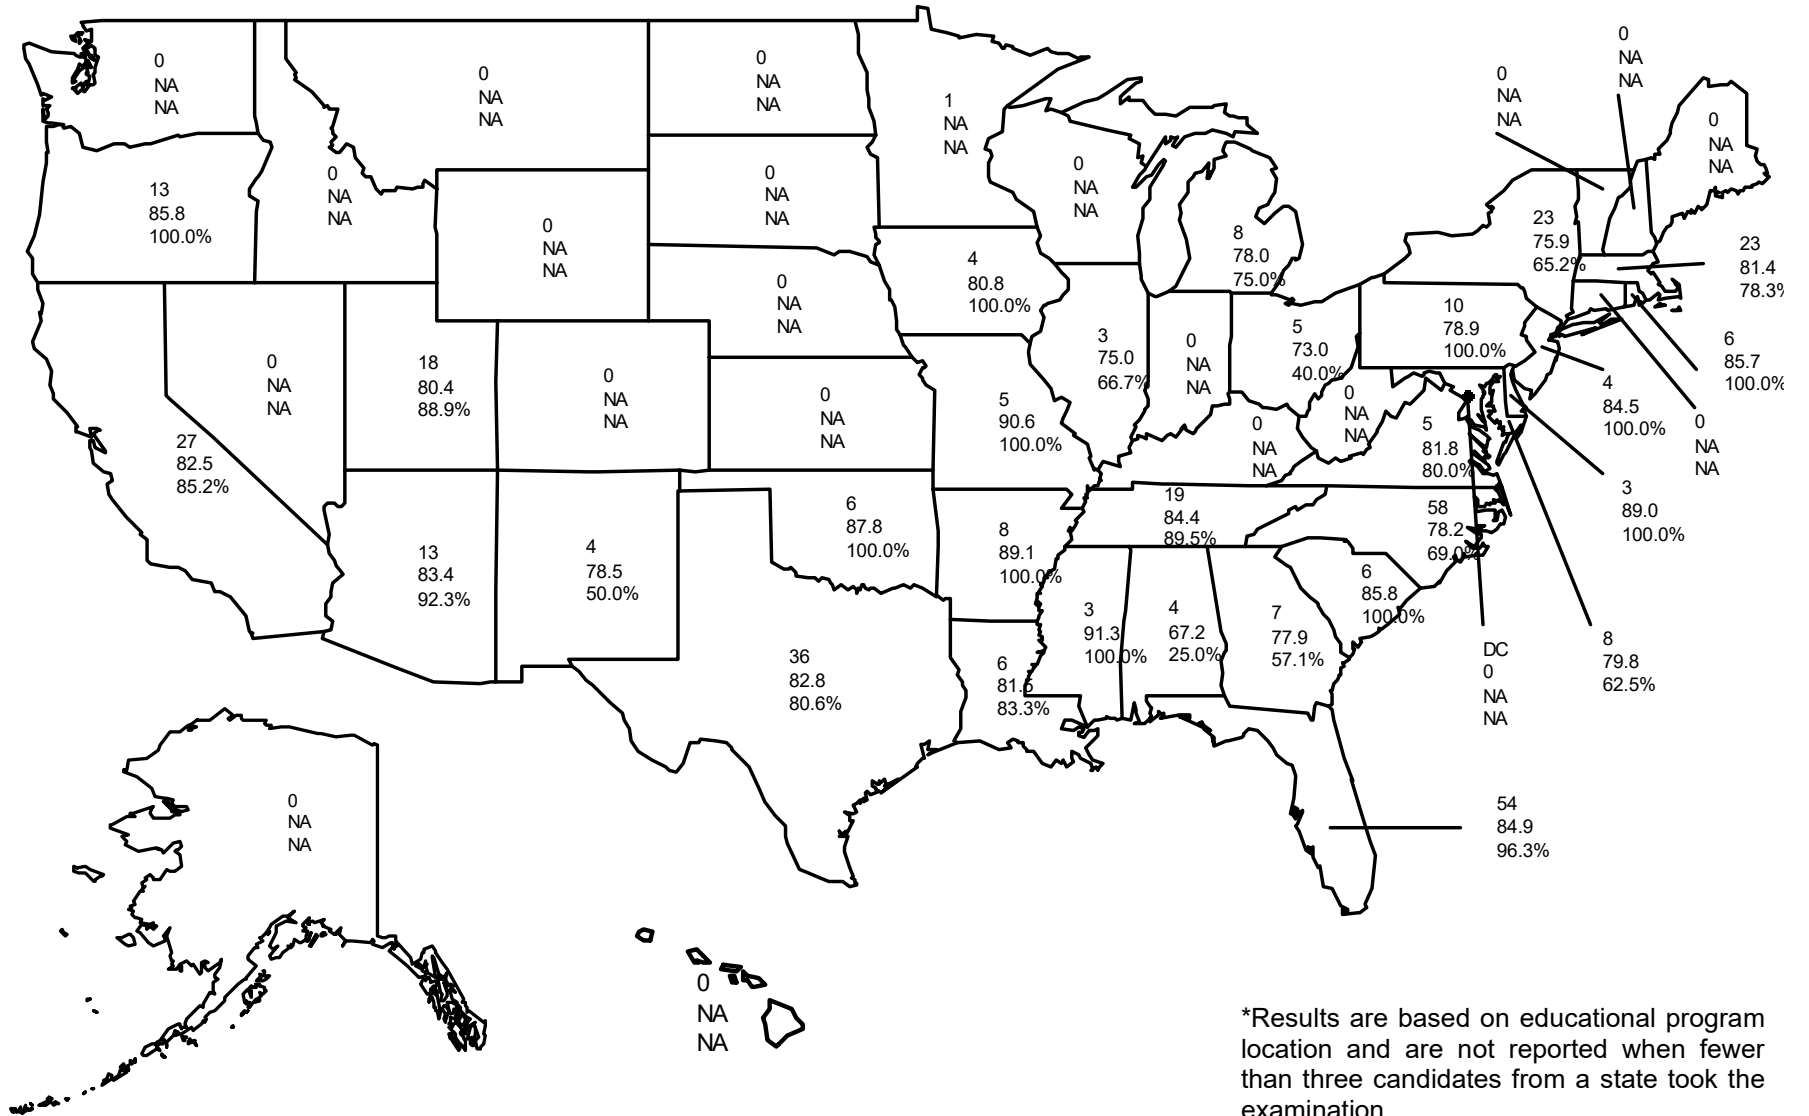 0
NA
NA
0
NA
NA
0
NA
NA
1
NA
NA
0
NA
NA
0
NA
NA
0
NA
NA
13
85.8
100.0%
0
NA
NA
0
NA
NA
0
NA
NA
0
NA
NA
8
78.0
75.0%
23
75.9
65.2%
23
81.4
78.3%
4
80.8
100.0%
0
NA
NA
10
78.9
100.0%
6
85.7
100.0%
27
82.5
85.2%
0
NA
NA
18
80.4
88.9%
0
NA
NA
0
NA
NA
5
90.6
100.0%
3
75.0
66.7%
0
NA
NA
5
73.0
40.0%
0
NA
NA
0
NA
NA
5
81.8
80.0%
4
84.5
100.0%
0
NA
NA
3
89.0
100.0%
13
83.4
92.3%
4
78.5
50.0%
6
87.8
100.0%
8
89.1
100.0%
19
84.4
89.5%
58
78.2
69.0%
36
82.8
80.6%
6
81.5
83.3%
3
91.3
100.0%
4
67.2
25.0%
7
77.9
57.1%
6
85.8
100.0%
DC
0
NA
NA
8
79.8
62.5%
54
84.9
96.3%
0
NA
NA
0
NA
NA
*Results are based on educational program
location and are not reported when fewer
than three candidates from a state took the
examination